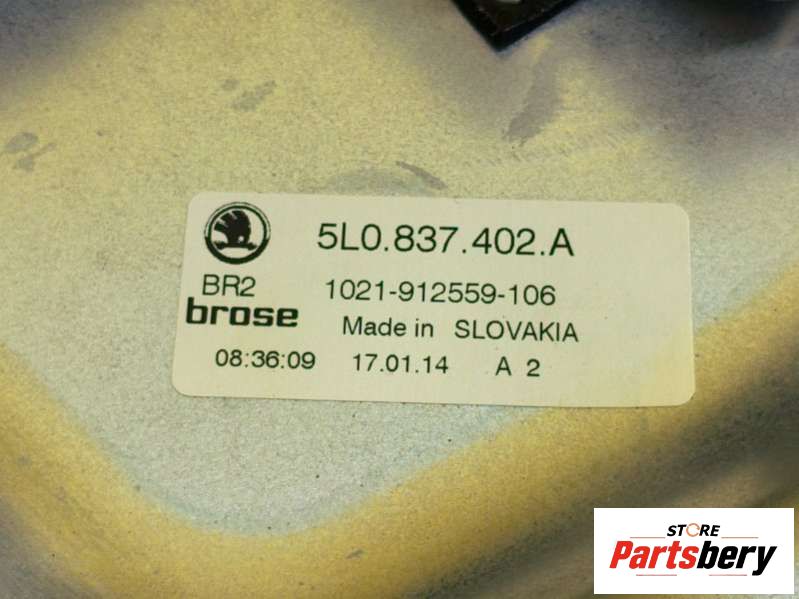 5L0.837.402.A
BR2 1021-912559-106
brose Made in SLOVAKIA
08:36:09 17.01.14 A 2
STORE
Partsbery